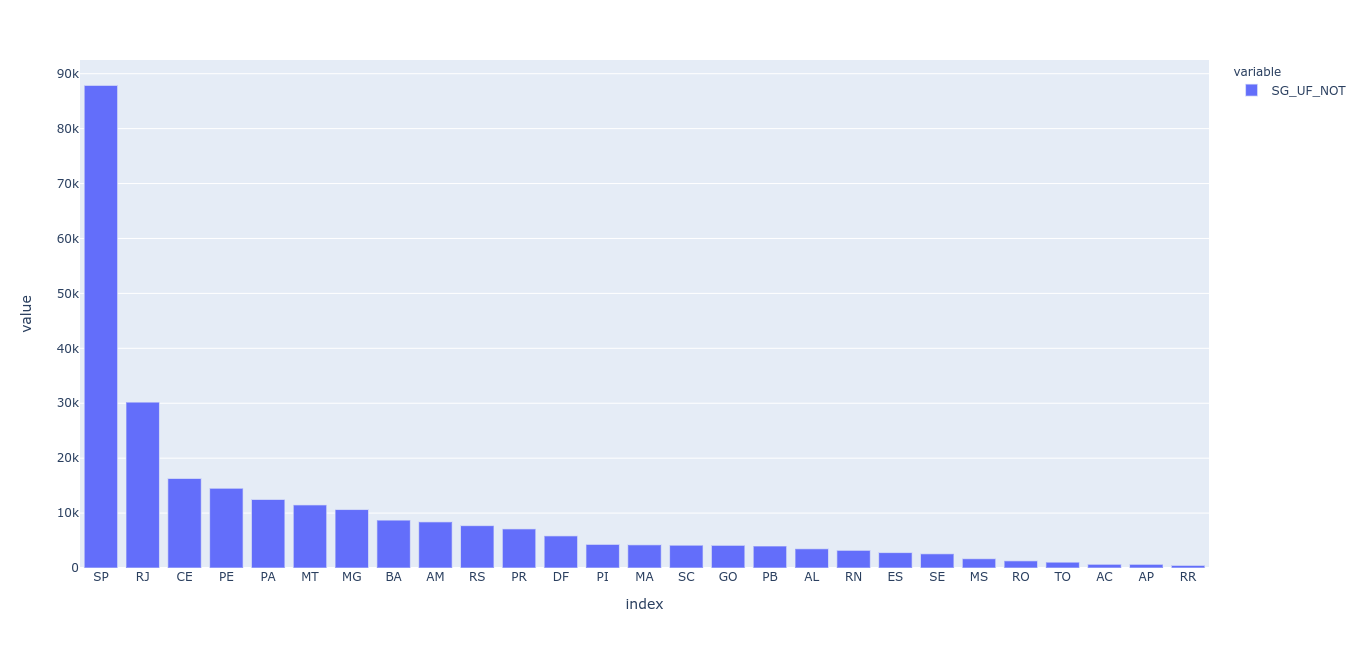 variable
SG_UF_NOT
90k
80k
70k
60k
50k
40k
30k
20k
10k
0
value
SP RJ CE PE PA MT MG BA AM RS PR DF PI MA SC GO PB AL RN ES SE MS RO TO AC AP RR
index